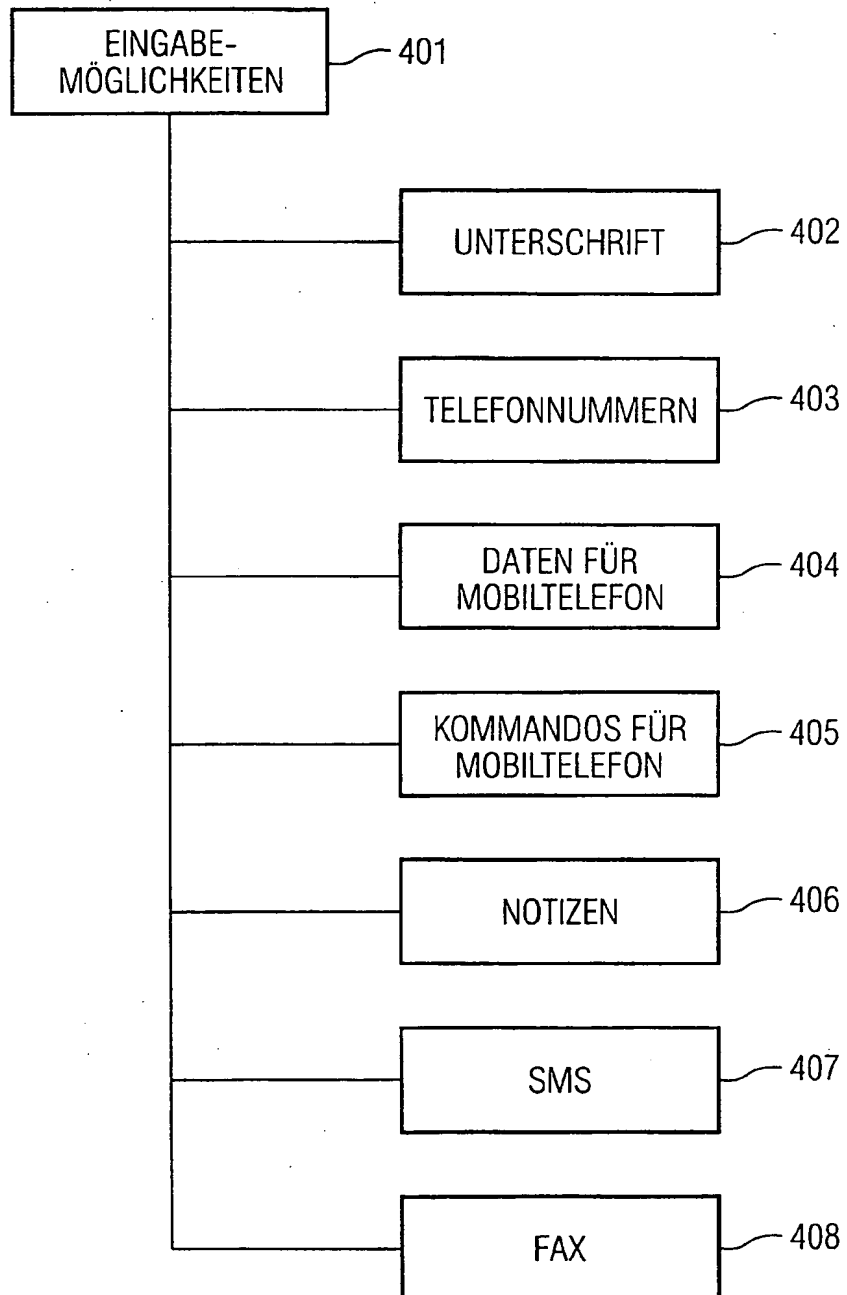 EINGABE-
MÖGLICHKEITEN
401
UNTERSCHRIFT
402
TELEFONNUMMERN
403
DATEN FÜR
MOBILTELEFON
404
KOMMANDOS FÜR
MOBILTELEFON
405
NOTIZEN
406
SMS
407
FAX
408